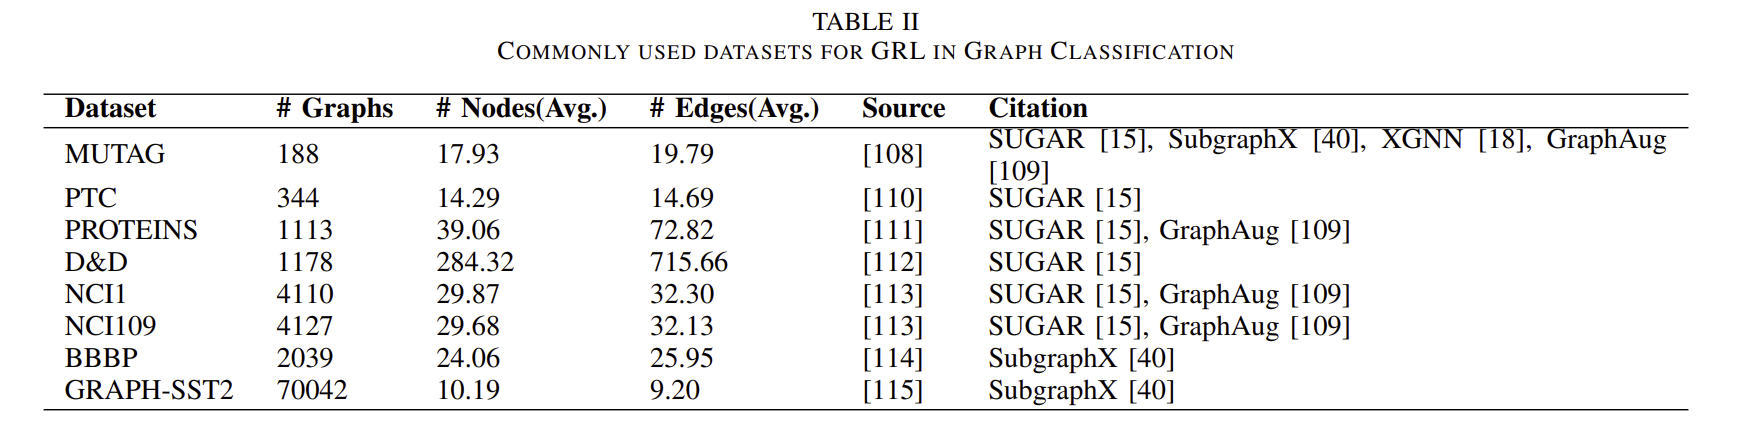 TABLE II
COMMONLY USED DATASETS FOR GRL IN GRAPH CLASSIFICATION
Dataset # Graphs # Nodes(Avg.) # Edges(Avg.) Source Citation
MUTAG 188 17.93 19.79 [108] SUGAR [15], SubgraphX [40], XGNN [18], GraphAug
[109]
PTC 344 14.29 14.69 [110] SUGAR [15]
PROTEINS 1113 39.06 72.82 [111] SUGAR [15], GraphAug [109]
D&D 1178 284.32 715.66 [112] SUGAR [15]
NCI1 4110 29.87 32.30 [113] SUGAR [15], GraphAug [109]
NCI109 4127 29.68 32.13 [113] SUGAR [15], GraphAug [109]
BBBP 2039 24.06 25.95 [114] SubgraphX [40]
GRAPH-SST2 70042 10.19 9.20 [115] SubgraphX [40]